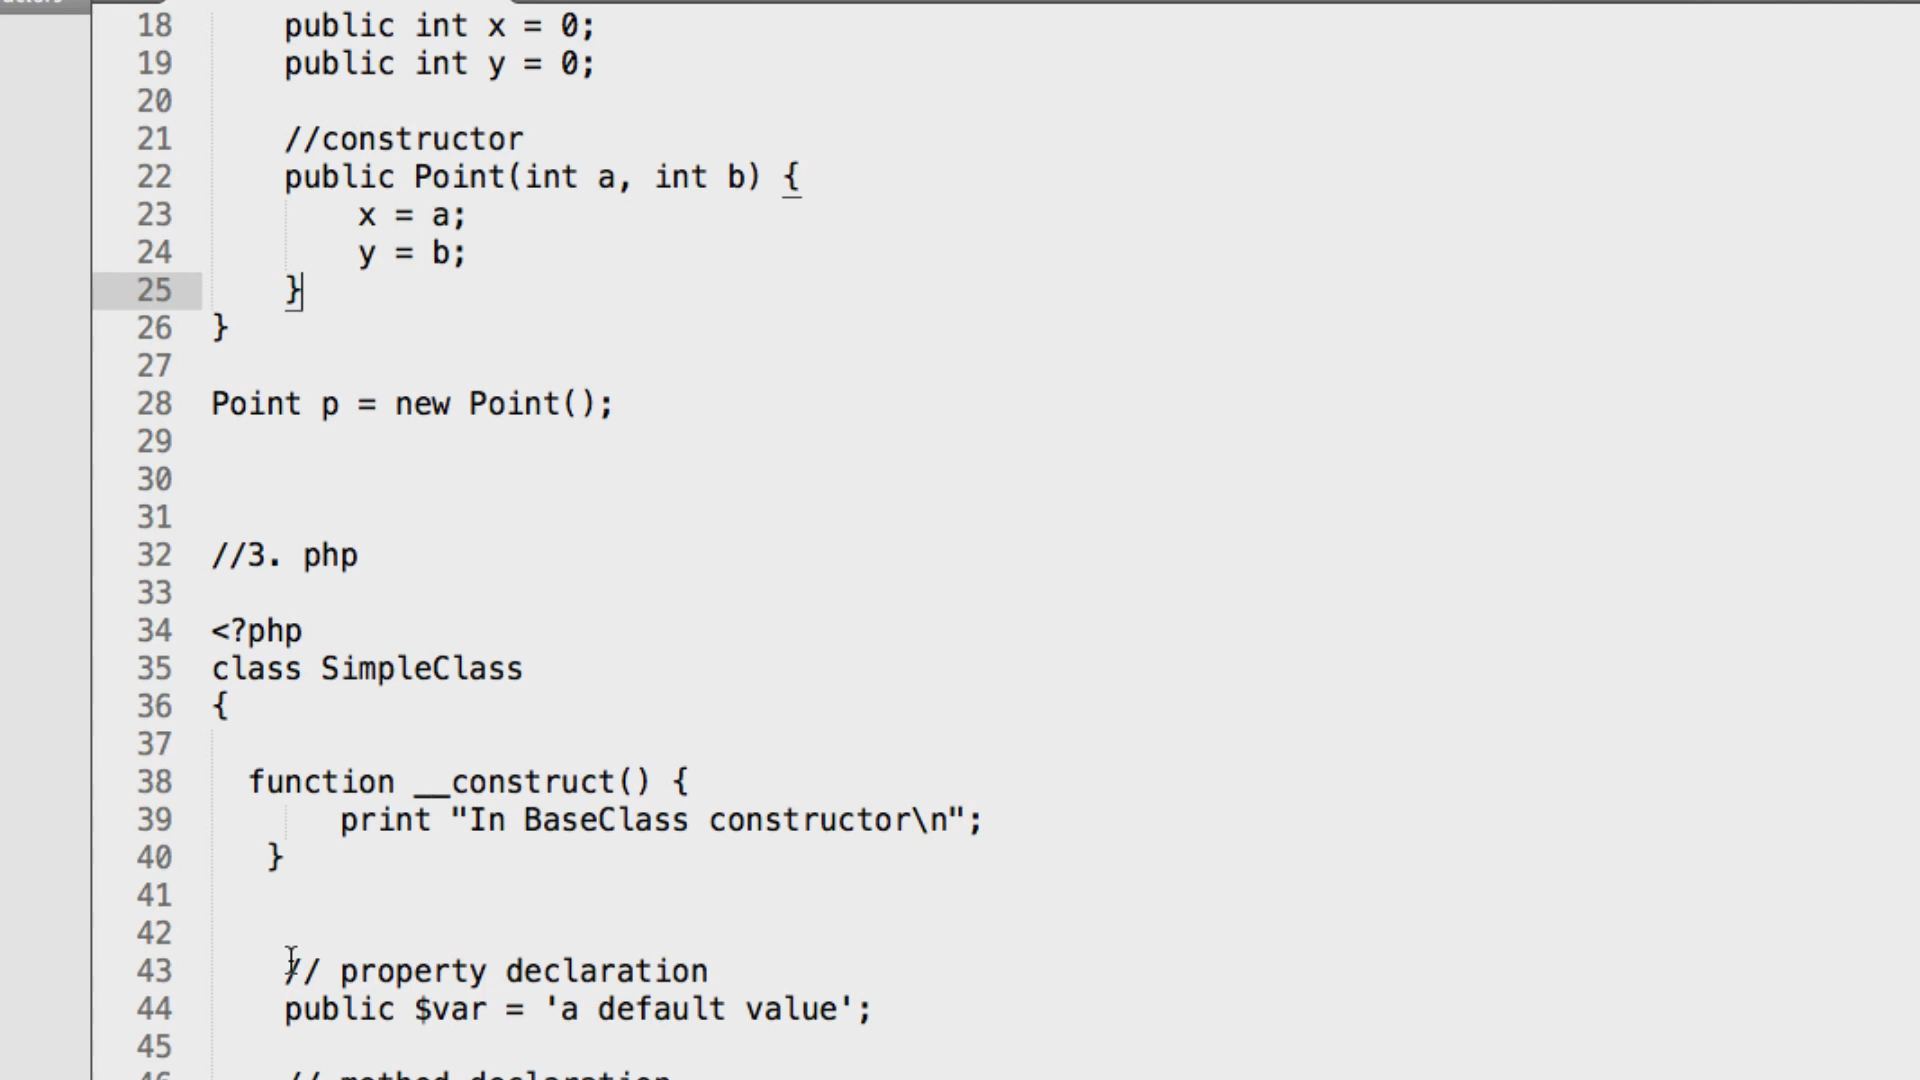 18 public int x = 0;
19 public int y = 0;
20
21 //constructor
22 public Point(int a, int b) {
23 x = a;
24 y = b;
25 }
26 }
27
28 Point p = new Point();
29
30
31
32 //3. php
33
34 <?php
35 class SimpleClass
36 {
37
38 function __construct() {
39 print "In BaseClass constructor\n";
40 }
41
42
43 // property declaration
44 public $var = 'a default value';
45
46 // method declaration